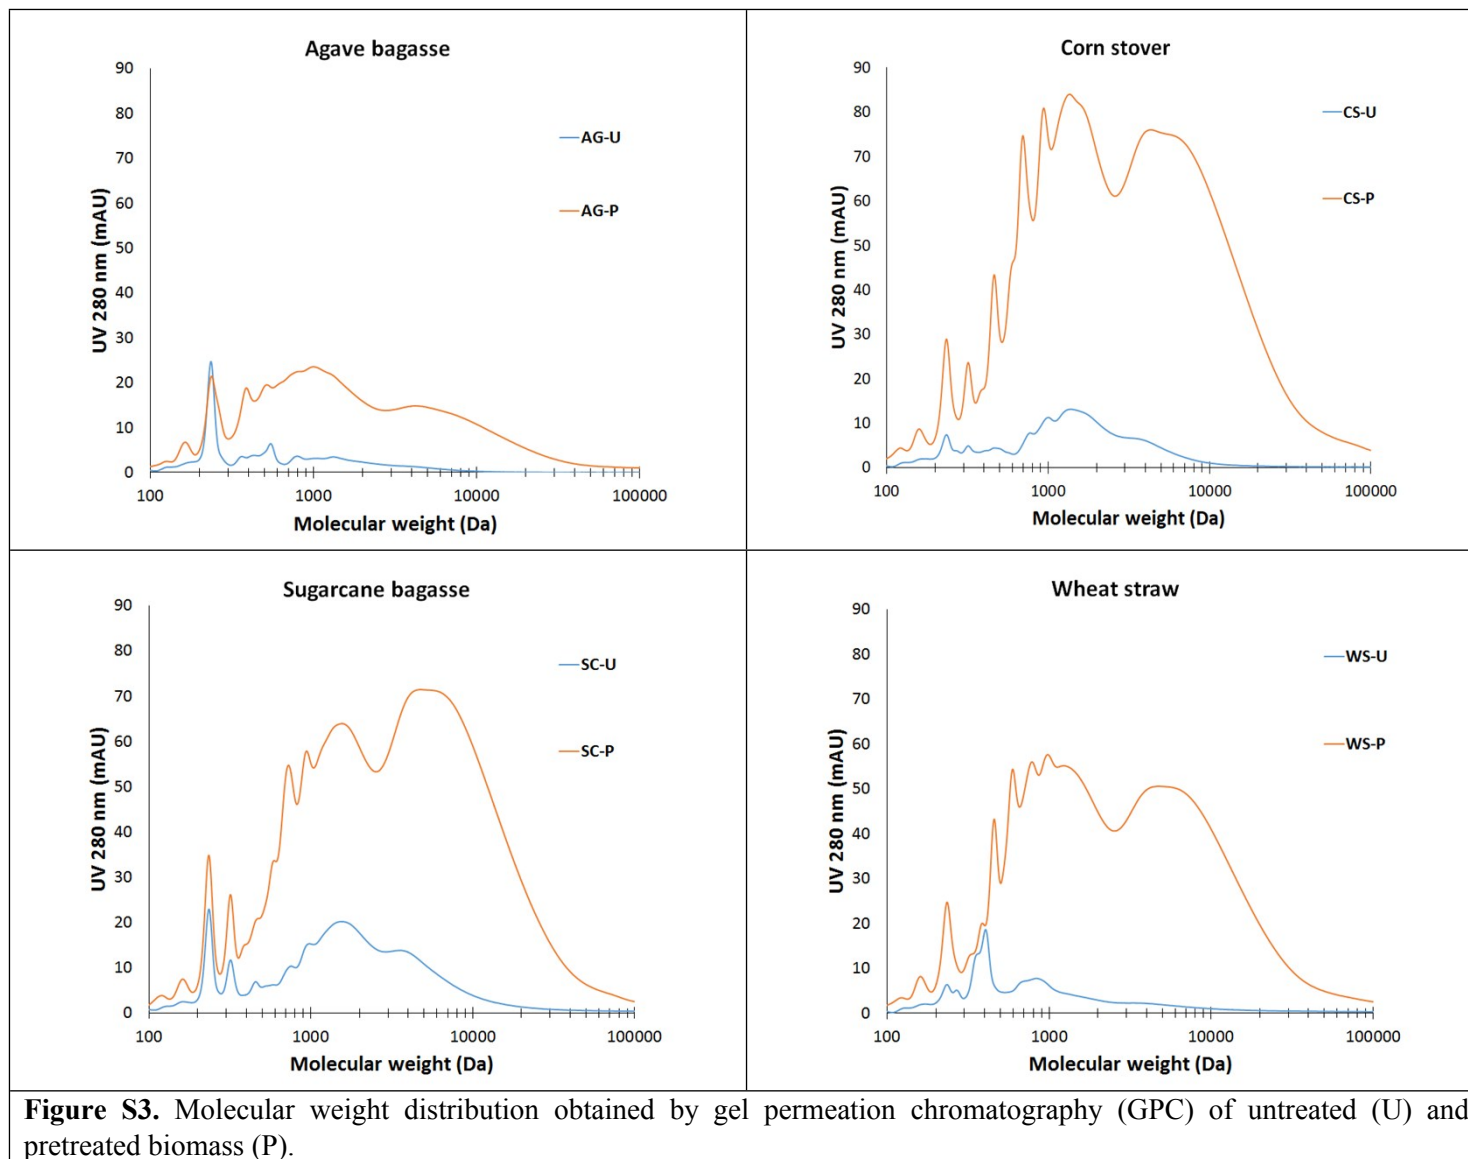 Agave bagasse
90
80
70
60
50
40
30
20
10
0
UV 280 nm (mAU)
AG-U
AG-P
100 1000 10000 100000
Molecular weight (Da)
Corn stover
90
80
70
60
50
40
30
20
10
0
UV 280 nm (mAU)
CS-U
CS-P
100 1000 10000 100000
Molecular weight (Da)
Sugarcane bagasse
90
80
70
60
50
40
30
20
10
0
UV 280 nm (mAU)
SC-U
SC-P
100 1000 10000 100000
Molecular weight (Da)
Wheat straw
90
80
70
60
50
40
30
20
10
0
UV 280 nm (mAU)
WS-U
WS-P
100 1000 10000 100000
Molecular weight (Da)
Figure S3. Molecular weight distribution obtained by gel permeation chromatography (GPC) of untreated (U) and
pretreated biomass (P).